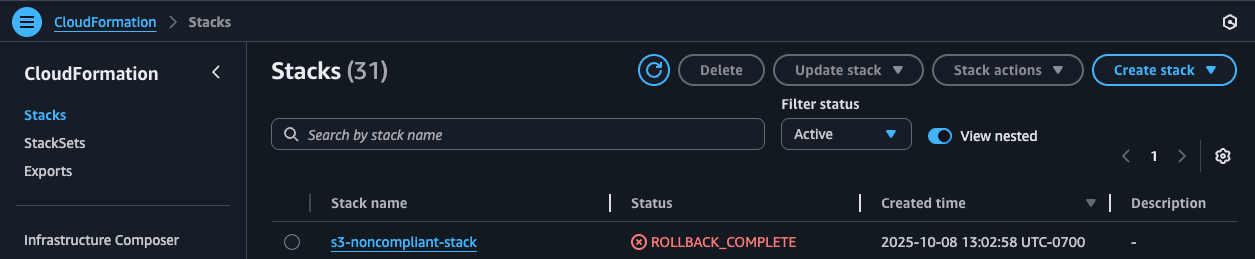 CloudFormation > Stacks
CloudFormation
Stacks
StackSets
Exports
Infrastructure Composer
Stacks (31)
Delete
Update stack
Stack actions
Create stack
Search by stack name
Filter status
Active
View nested
1
Stack name Status Created time Description
s3-noncompliant-stack ROLLBACK_COMPLETE 2025-10-08 13:02:58 UTC-0700 -